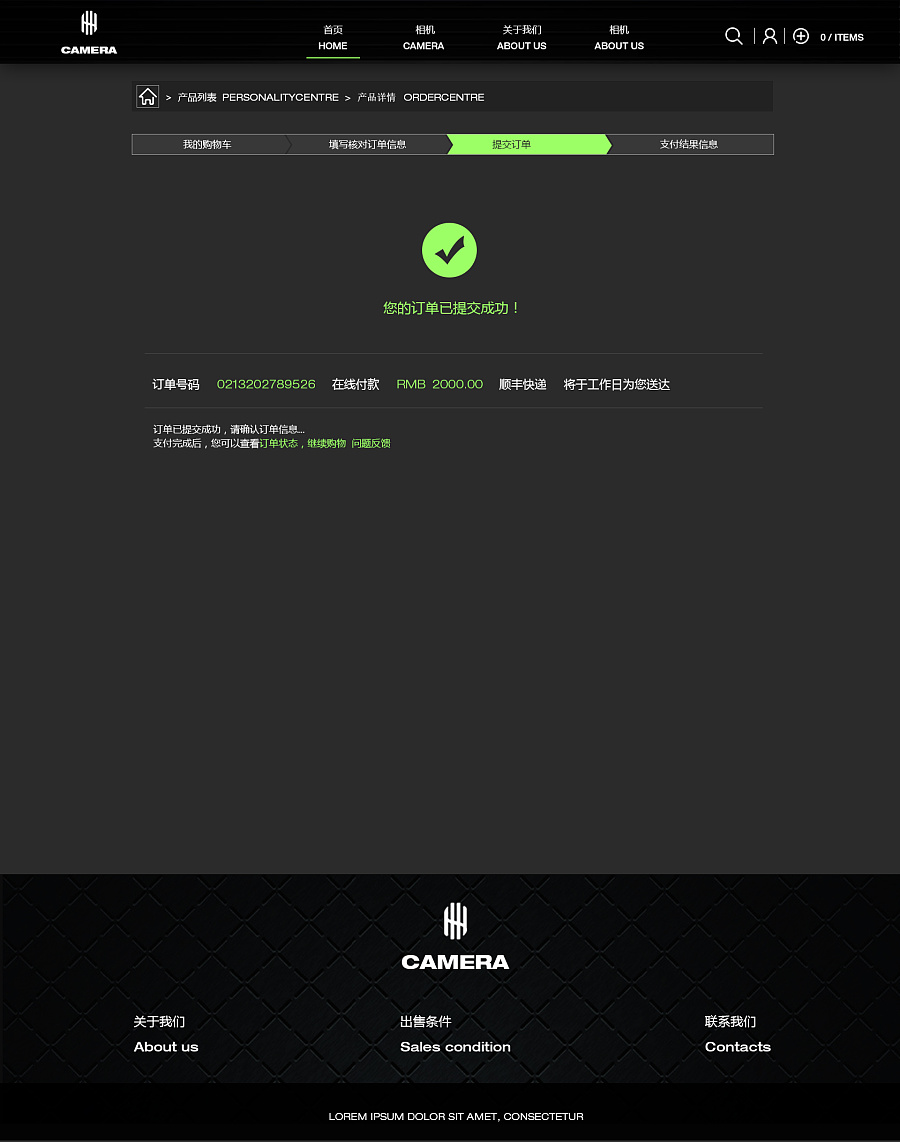 CAMERA
首页 相机 关于我们 相机
HOME CAMERA ABOUT US ABOUT US
0 / ITEMS
> 产品列表 PERSONALITYCENTRE > 产品详情 ORDERCENTRE
我的购物车 填写核对订单信息 提交订单 支付结果信息
您的订单已提交成功！
订单号码 0213202789526 在线付款 RMB 2000.00 顺丰快递 将于工作日为您送达
订单已提交成功，请确认订单信息...
支付完成后，您可以查看订单状态，继续购物 问题反馈
CAMERA
关于我们 出售条件 联系我们
About us Sales condition Contacts
LOREM IPSUM DOLOR SIT AMET, CONSECTETUR